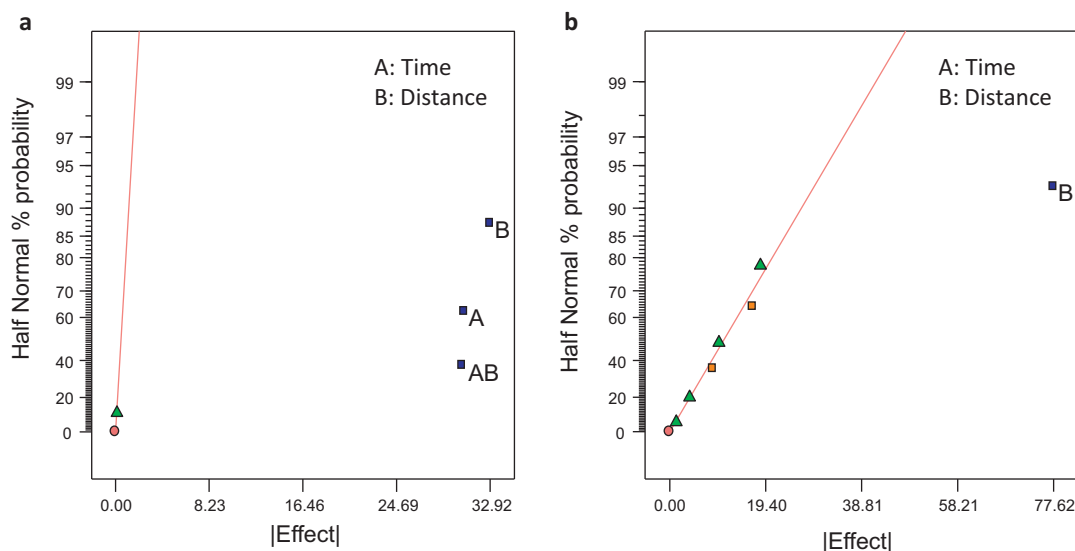 a
A: Time
B: Distance
Half Normal % probability
99
97
95
90
85
80
70
60
40
20
0
B
A
AB
0.00 8.23 16.46 24.69 32.92
|Effect|
b
A: Time
B: Distance
Half Normal % probability
99
97
95
90
85
80
70
60
40
20
0
B
0.00 19.40 38.81 58.21 77.62
|Effect|